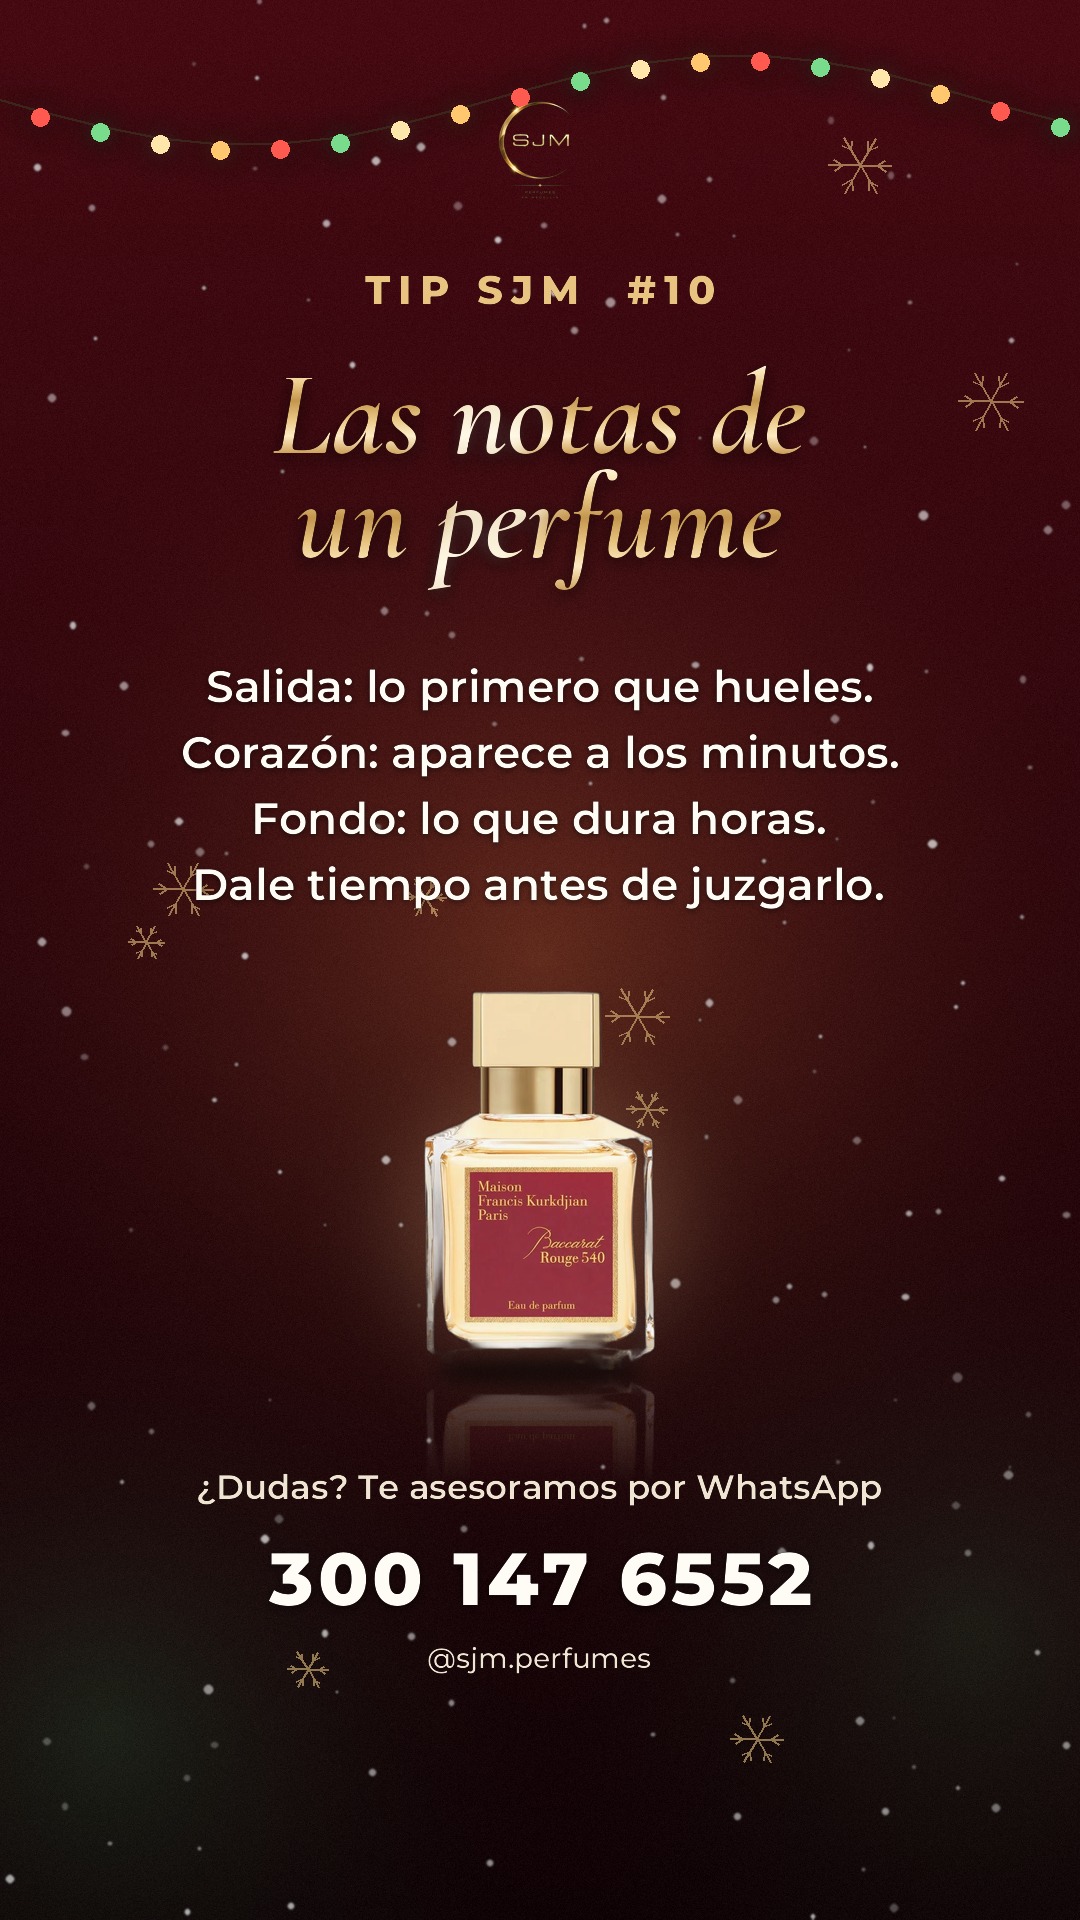 SJM
TIP SJM #10
Las notas de
un perfume
Salida: lo primero que hueles.
Corazón: aparece a los minutos.
Fondo: lo que dura horas.
Dale tiempo antes de juzgarlo.
Maison
Francis Kurkdjian
Paris
Baccarat
Rouge 540
Eau de parfum
¿Dudas? Te asesoramos por WhatsApp
300 147 6552
@sjm.perfumes